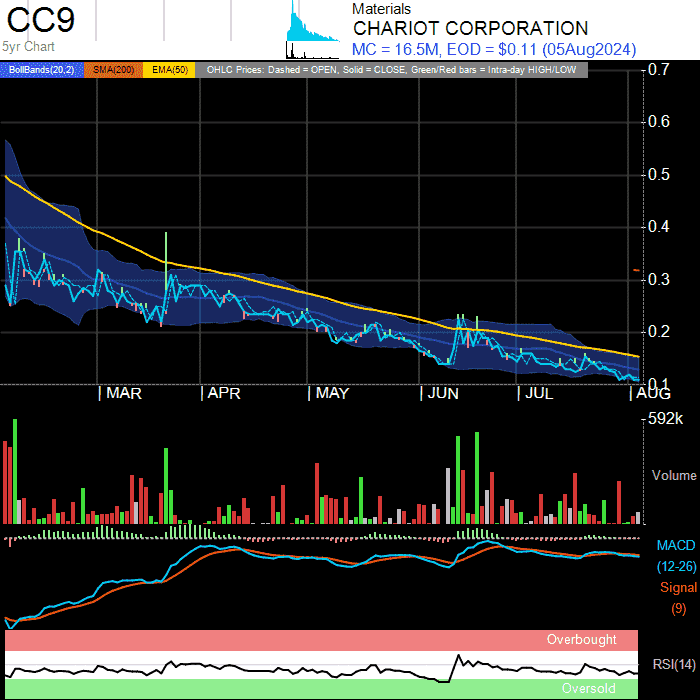 CC9
5yr Chart
Materials
CHARIOT CORPORATION
MC = 16.5M, EOD = $0.11 (05Aug2024)
BollBands(20,2) SMA(200) EMA(50) OHLC Prices: Dashed = OPEN, Solid = CLOSE, Green/Red bars = Intra-day HIGH/LOW
0.7
0.6
0.5
0.4
0.3
0.2
0.1
MAR APR MAY JUN JUL AUG
592k
Volume
MACD
(12-26)
Signal
(9)
Overbought
RSI(14)
Oversold